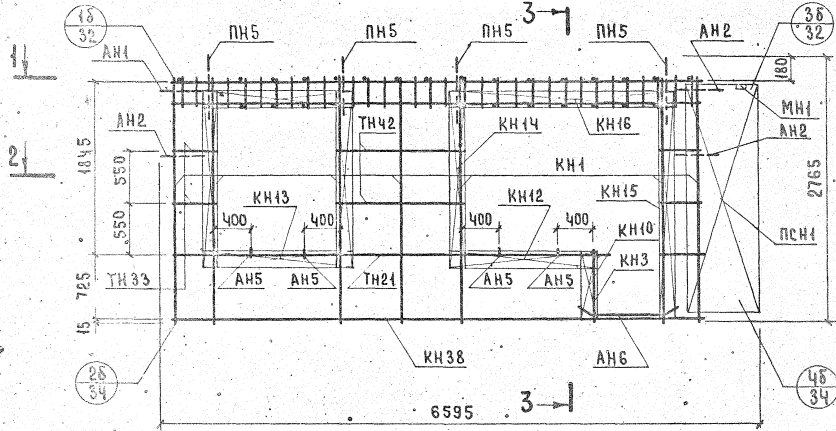 1б
32
ПН5
ПН5
ПН5
3
ПН5
АН2
3б
32
АН1
180
1
МН1
АН2
ТН42
КН14
КН16
АН2
2
1845
550
КН1
2765
КН13
КН12
КН15
400
400
400
400
КН10
ПСН1
550
КН3
ТН33
АН5
АН5
ТН21
АН5
АН5
725
15
КН38
АН6
2б
34
4б
34
6595
3